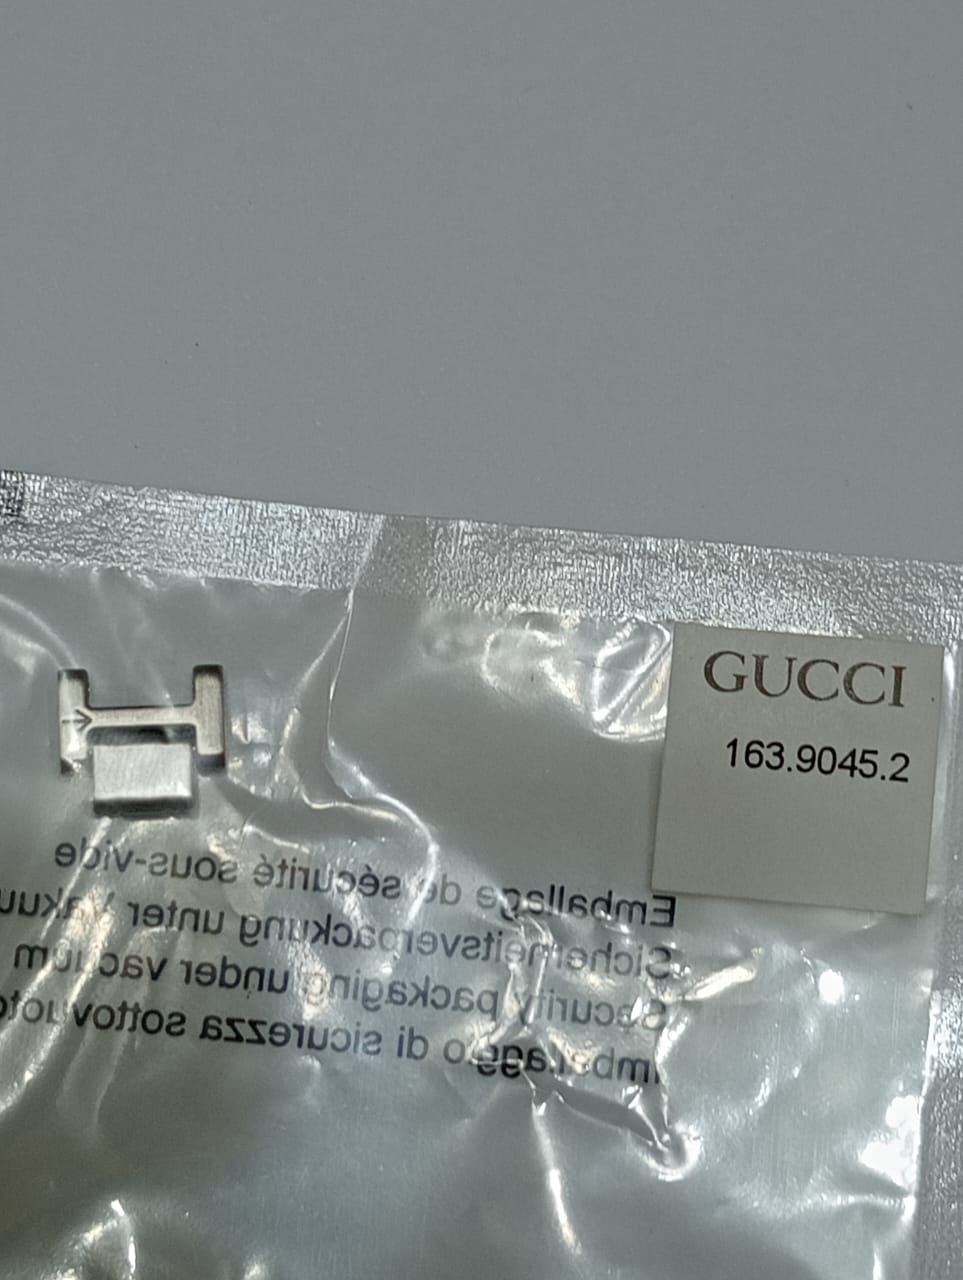 GUCCI
163.9045.2
Emballage de sécurité sous-vide
Sicherheitsverpackung unter Vakuum
Security packaging under vacuum
Imballaggio di sicurezza sottovuoto